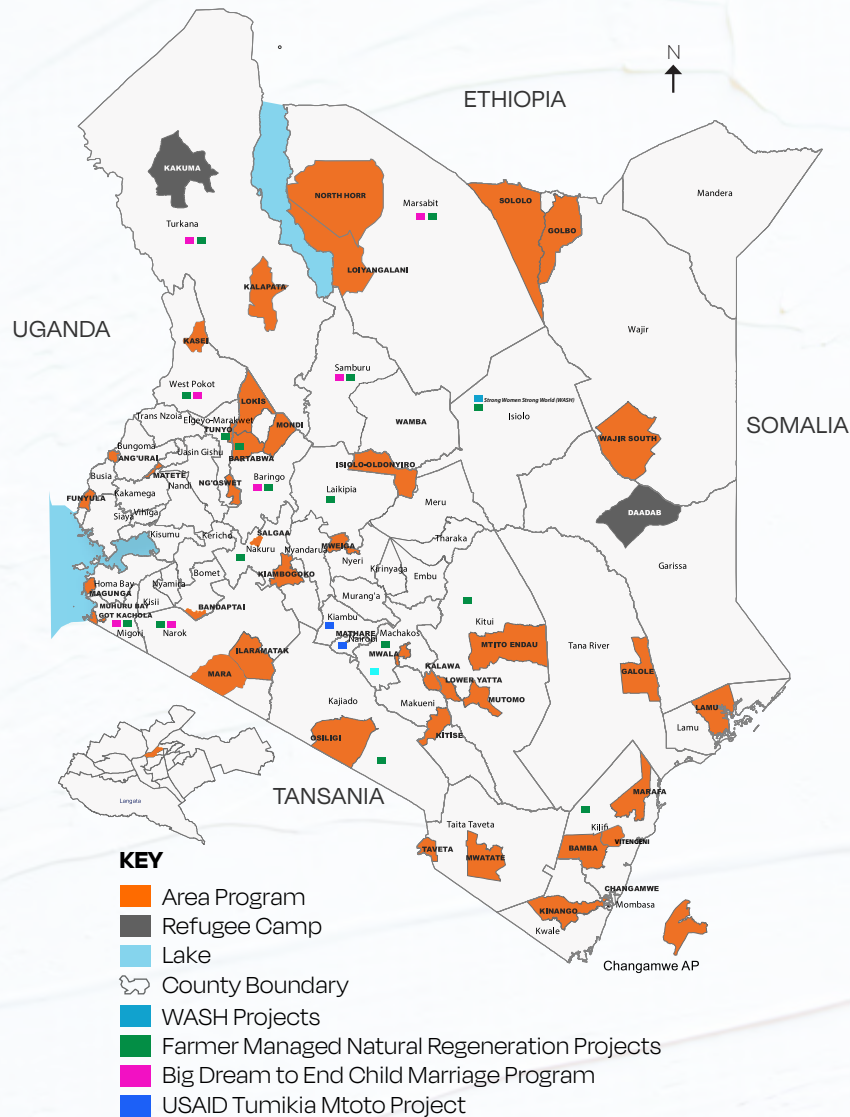 N
ETHIOPIA
KAKUMA
NORTH HORR
Marsabit
SOLOLO
GOLBO
Mandera
Turkana
LOIYANGALANI
KALAPATA
UGANDA
KASEI
Wajir
West Pokot
Samburu
Strong Women Strong World (WASH)
Isiolo
LOKIS
WAMBA
SOMALIA
Trans Nzoia
Elgeyo-Marakwet
TUNYO
MONDI
WAJIR SOUTH
Bungoma
ANG'URAI
Uasin Gishu
BARTABWA
ISIOLO-OLDONYIRO
Busia
MATETE
Nandi
NG'OSWET
Baringo
Laikipia
Meru
FUNYULA
Kakamega
Siaya
Vihiga
DAADAB
Kisumu
Kericho
SALGAA
Nakuru
Nyandarua
MWEIGA
Nyeri
Tharaka
Garissa
Homa Bay
MAGUNGA
Nyamira
Bomet
KIAMBOGOKO
Kirinyaga
Embu
MUHURU BAY
Kisii
BANDAPTAI
Murang'a
GOT KACHOLA
Migori
Narok
Kiambu
Kitui
MATHARE
Nairobi
Machakos
MWALA
MTITO ENDAU
Tana River
ILARAMATAK
MARA
KALAWA
LOWER YATTA
GALOLE
Kajiado
Makueni
MUTOMO
LAMU
Lamu
OSILIGI
KITISE
TANSANIA
Langata
MARAFA
Taita Taveta
Kilifi
TAVETA
MWATATE
BAMBA
VITENGENI
CHANGAMWE
Mombasa
KINANGO
Kwale
Changamwe AP
KEY
Area Program
Refugee Camp
Lake
County Boundary
WASH Projects
Farmer Managed Natural Regeneration Projects
Big Dream to End Child Marriage Program
USAID Tumikia Mtoto Project